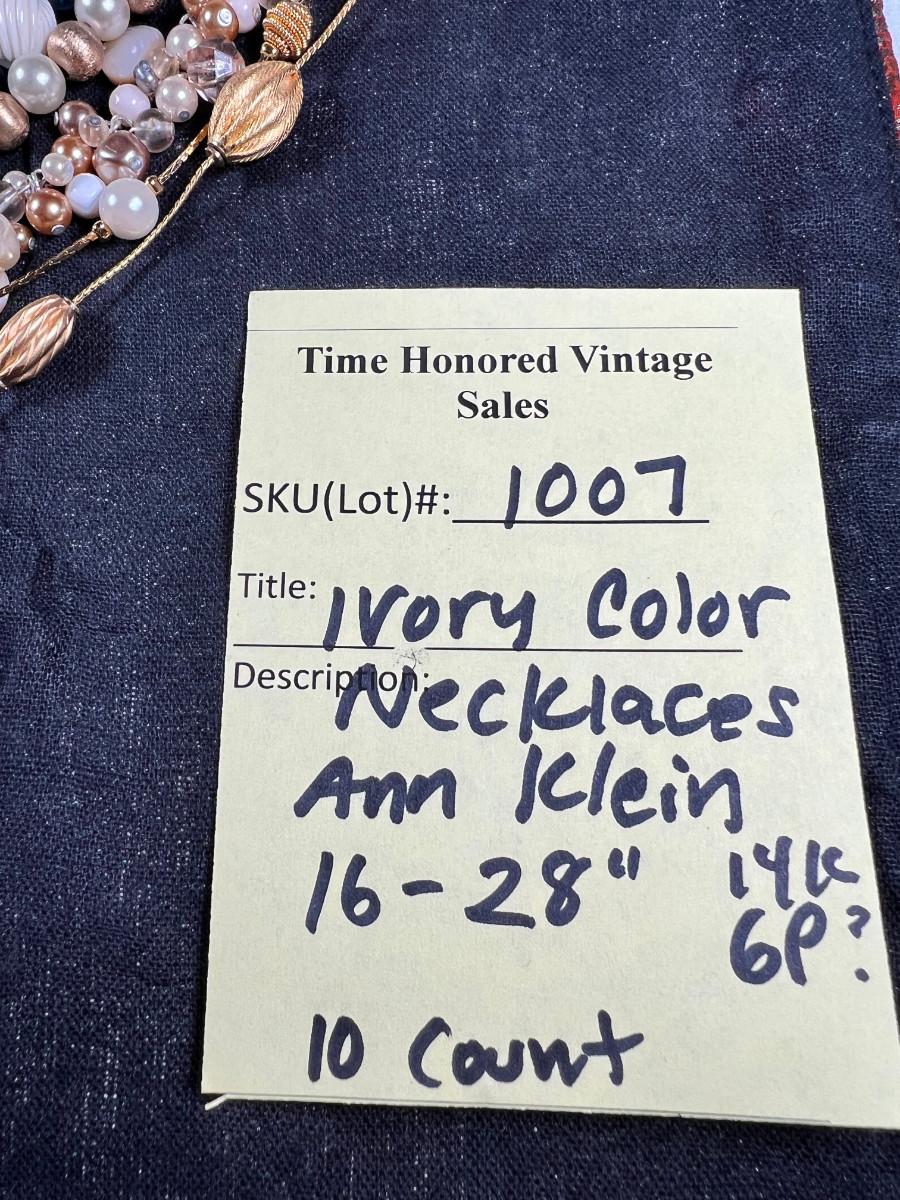 Time Honored Vintage
Sales
SKU(Lot)#: 1007
Title: Ivory Color
Description: Necklaces
Ann Klein
16-28" 14K
GP?
10 Count